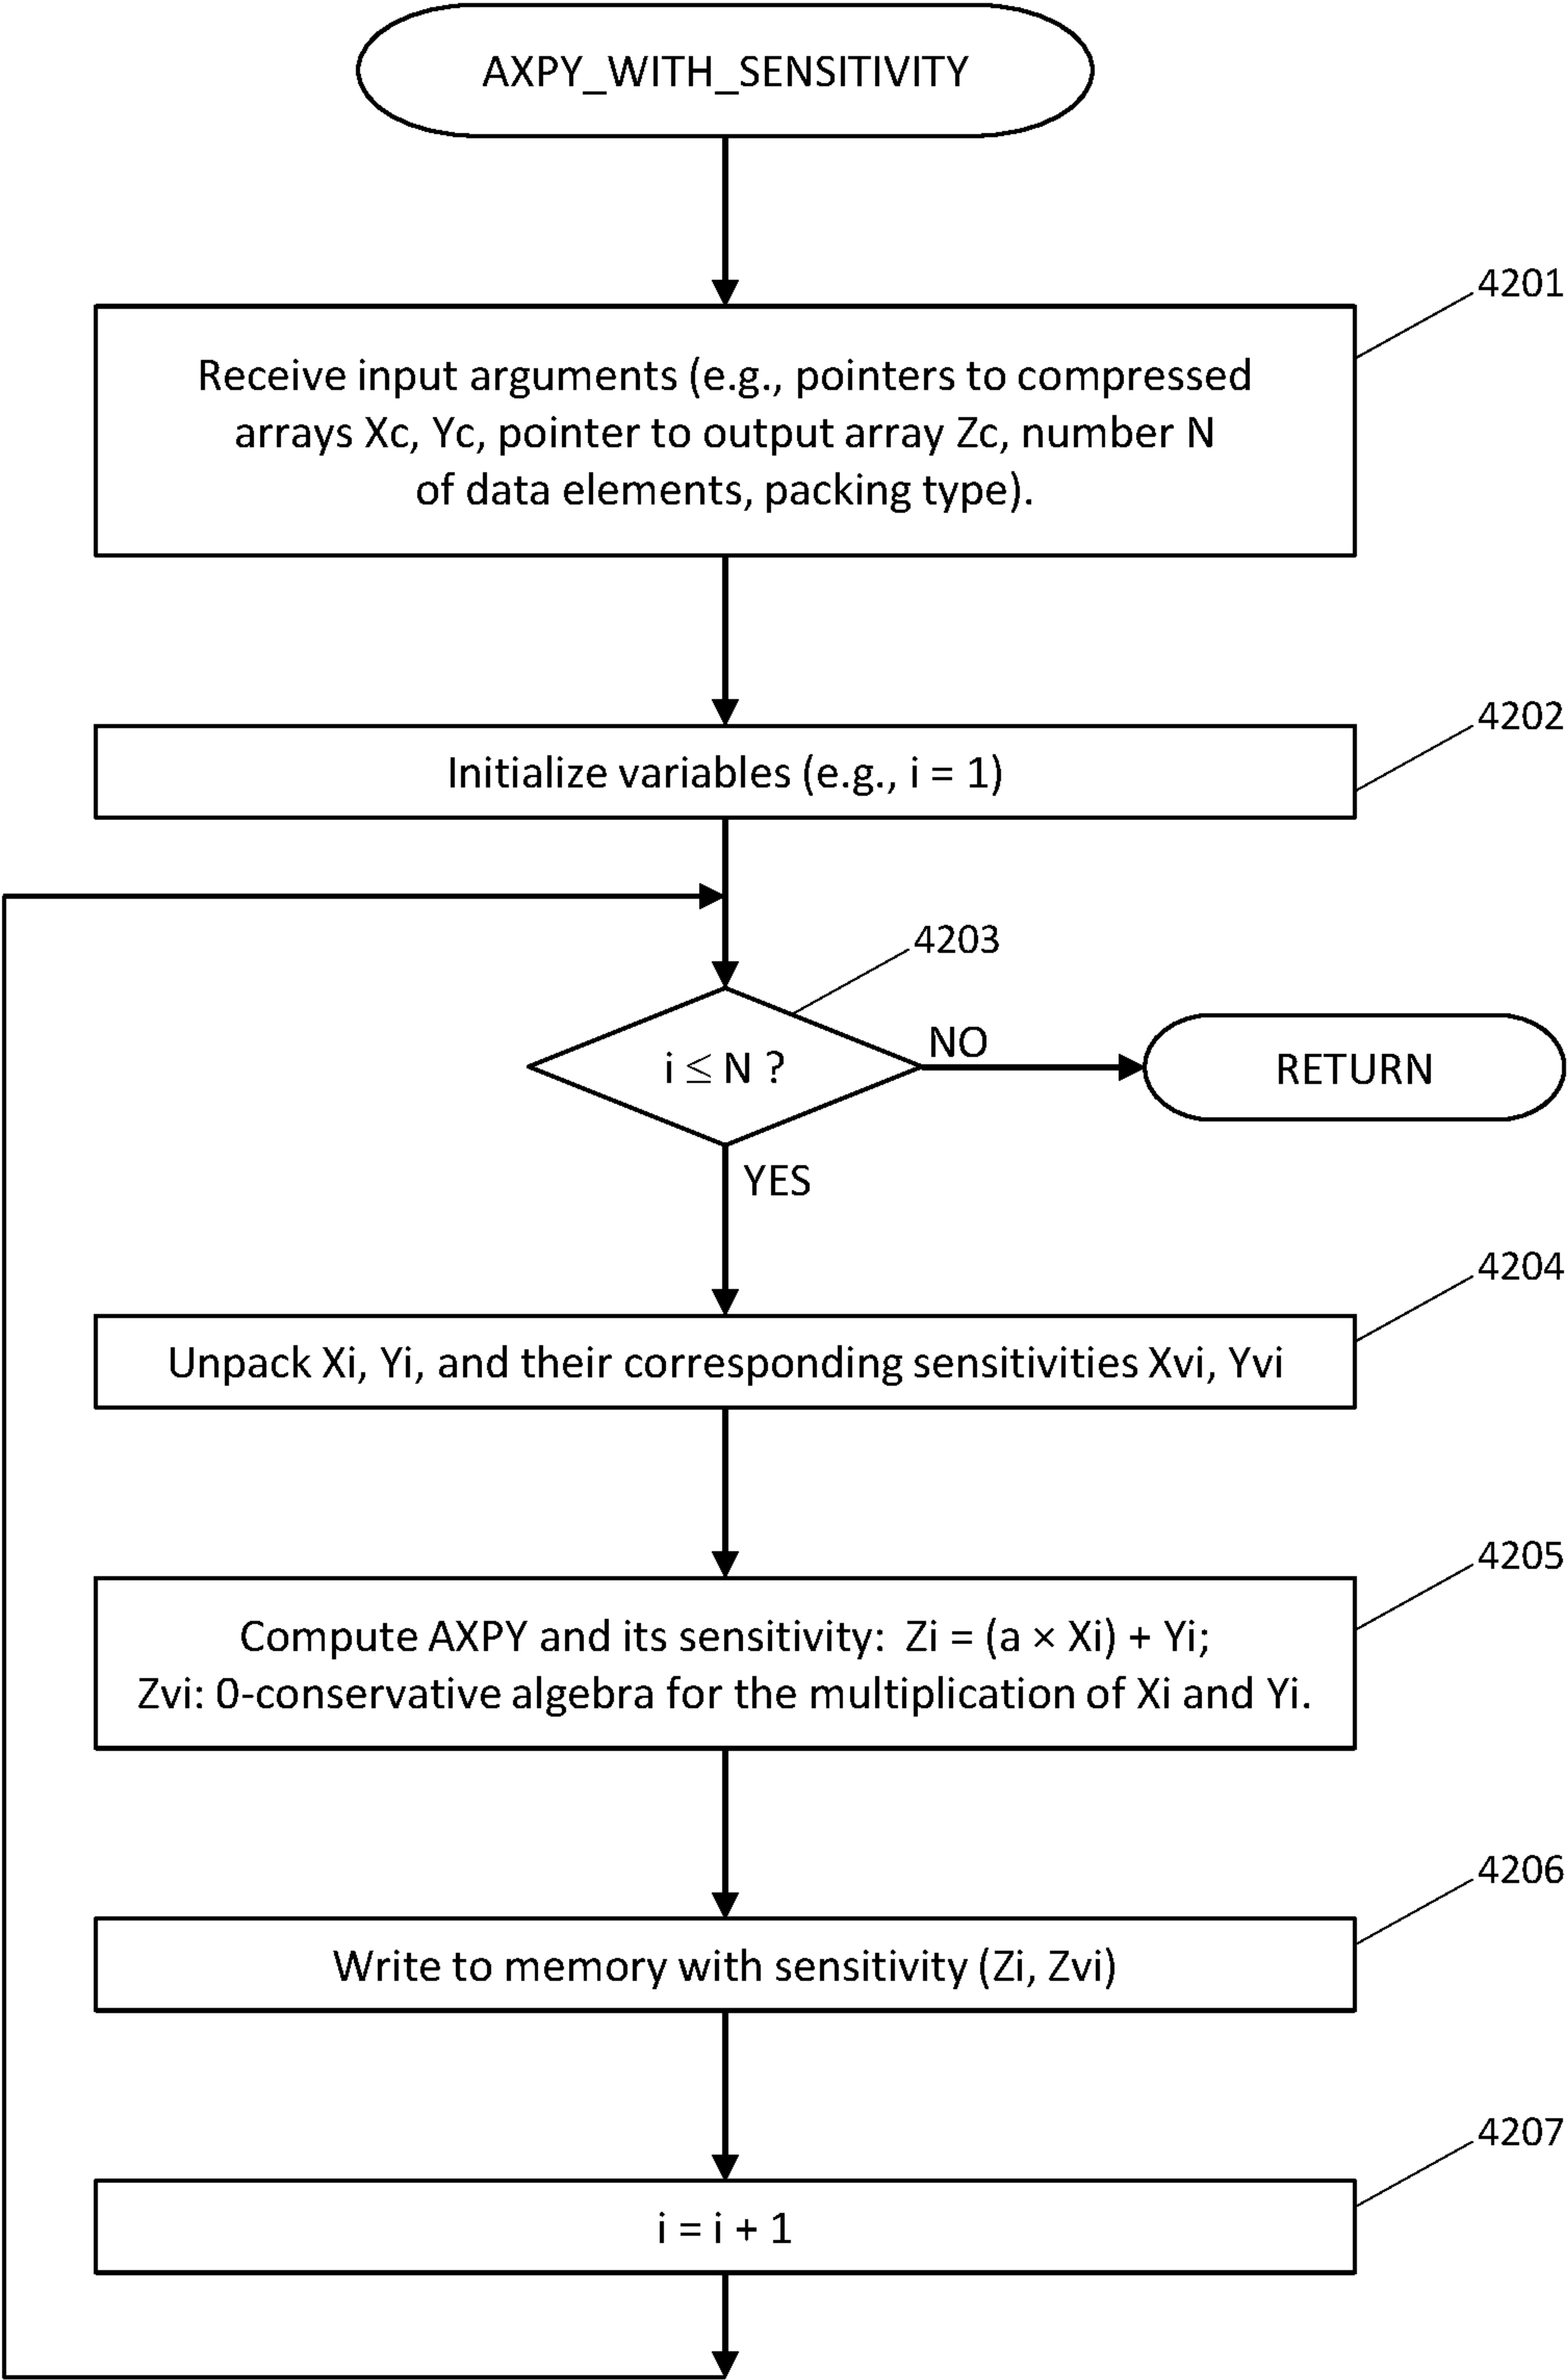 AXPY_WITH_SENSITIVITY
4201
Receive input arguments (e.g., pointers to compressed
arrays Xc, Yc, pointer to output array Zc, number N
of data elements, packing type).
4202
Initialize variables (e.g., i = 1)
4203
i ≤ N ?
NO
RETURN
YES
4204
Unpack Xi, Yi, and their corresponding sensitivities Xvi, Yvi
4205
Compute AXPY and its sensitivity: Zi = (a × Xi) + Yi;
Zvi: 0-conservative algebra for the multiplication of Xi and Yi.
4206
Write to memory with sensitivity (Zi, Zvi)
4207
i = i + 1